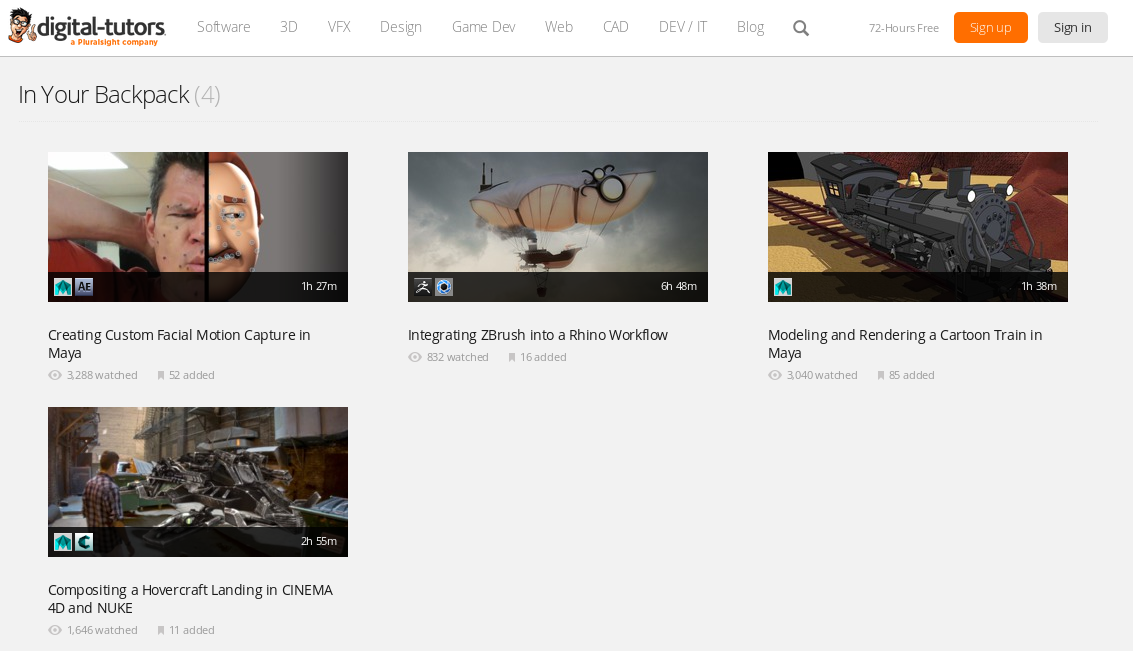 digital-tutors
a Pluralsight company
Software 3D VFX Design Game Dev Web CAD DEV / IT Blog 72-Hours Free Sign up Sign in
In Your Backpack (4)
AE 1h 27m 6h 48m 1h 38m
Creating Custom Facial Motion Capture in
Maya
3,288 watched 52 added
Integrating ZBrush into a Rhino Workflow
832 watched 16 added
Modeling and Rendering a Cartoon Train in
Maya
3,040 watched 85 added
2h 55m
Compositing a Hovercraft Landing in CINEMA
4D and NUKE
1,646 watched 11 added